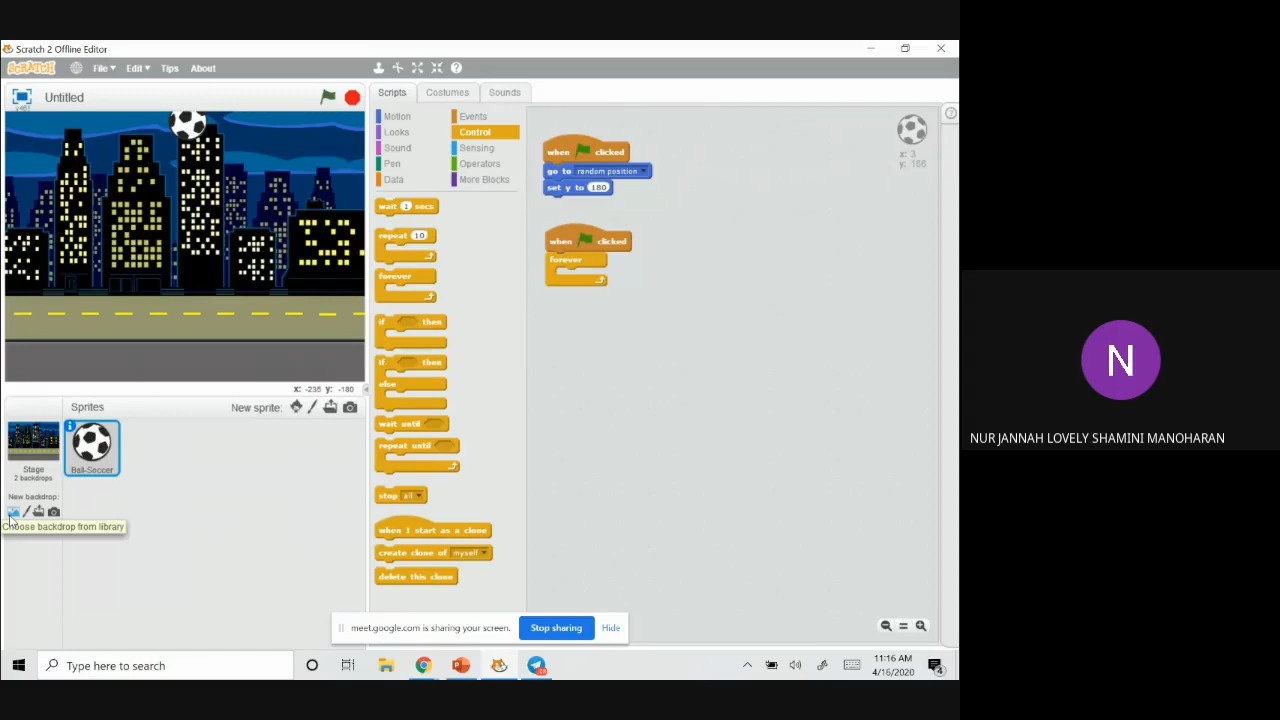 Scratch 2 Offline Editor
SCRATCH File Edit Tips About
Untitled
v461
Scripts Costumes Sounds
Motion Events
Looks Control
Sound Sensing
Pen Operators
Data More Blocks
wait 1 secs
repeat 10
forever
if then
if then
else
wait until
repeat until
stop all
when I start as a clone
create clone of myself
delete this clone
when clicked
go to random position
set y to 180
when clicked
forever
x: 3
y: 166
X: -235 y: -180
Sprites New sprite:
Stage
2 backdrops
Ball-Soccer
New backdrop:
Choose backdrop from library
meet.google.com is sharing your screen. Stop sharing Hide
Type here to search
11:16 AM
4/16/2020
4
N
NUR JANNAH LOVELY SHAMINI MANOHARAN